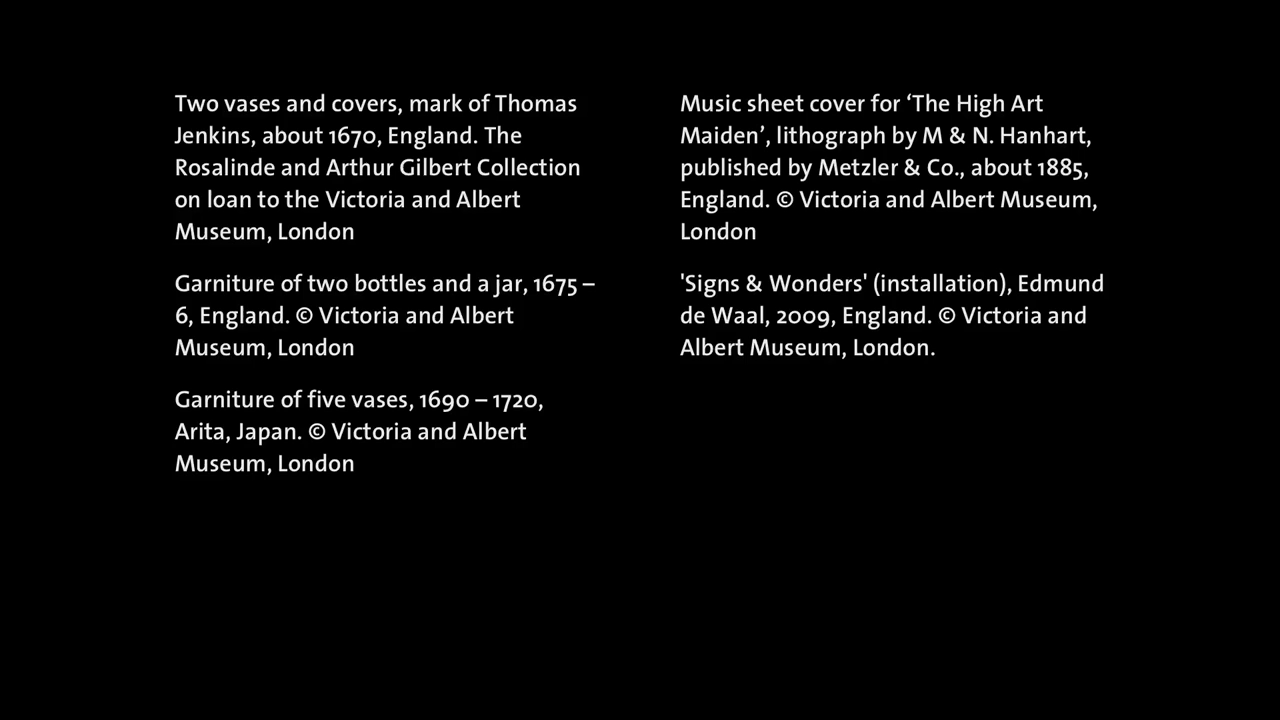 Two vases and covers, mark of Thomas
Jenkins, about 1670, England. The
Rosalinde and Arthur Gilbert Collection
on loan to the Victoria and Albert
Museum, London
Garniture of two bottles and a jar, 1675 –
6, England. © Victoria and Albert
Museum, London
Garniture of five vases, 1690 – 1720,
Arita, Japan. © Victoria and Albert
Museum, London
Music sheet cover for ‘The High Art
Maiden’, lithograph by M & N. Hanhart,
published by Metzler & Co., about 1885,
England. © Victoria and Albert Museum,
London
'Signs & Wonders' (installation), Edmund
de Waal, 2009, England. © Victoria and
Albert Museum, London.